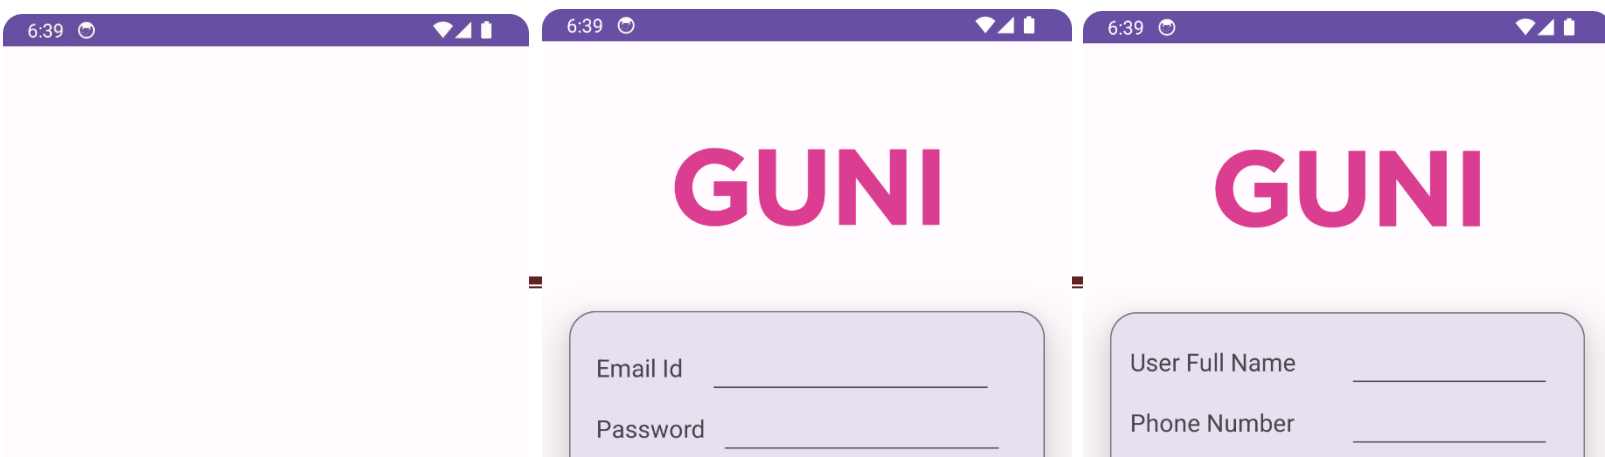 6:39
6:39
GUNI
Email Id
Password
6:39
GUNI
User Full Name
Phone Number